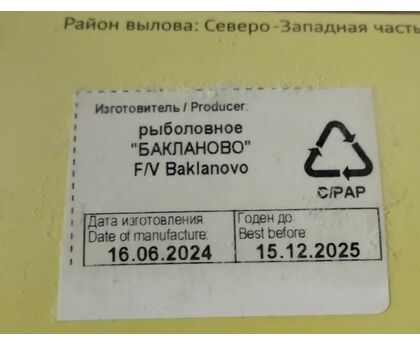 Район вылова: Северо-Западная часть
Изготовитель / Producer:
рыболовное
"БАКЛАНОВО"
F/V Baklanovo
C/PAP
Дата изготовления
Date of manufacture:
16.06.2024
Годен до
Best before:
15.12.2025